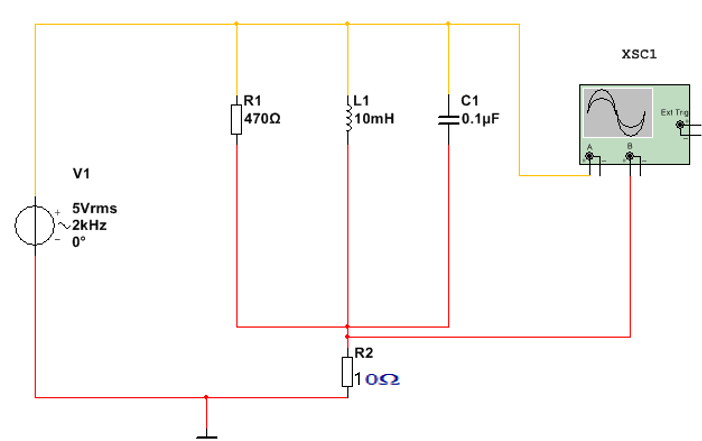 XSC1
R1
470Ω
L1
10mH
C1
0.1µF
Ext Trig
+
−
A
B
+ −
+ −
V1
+
−
5Vrms
2kHz
0°
R2
10Ω